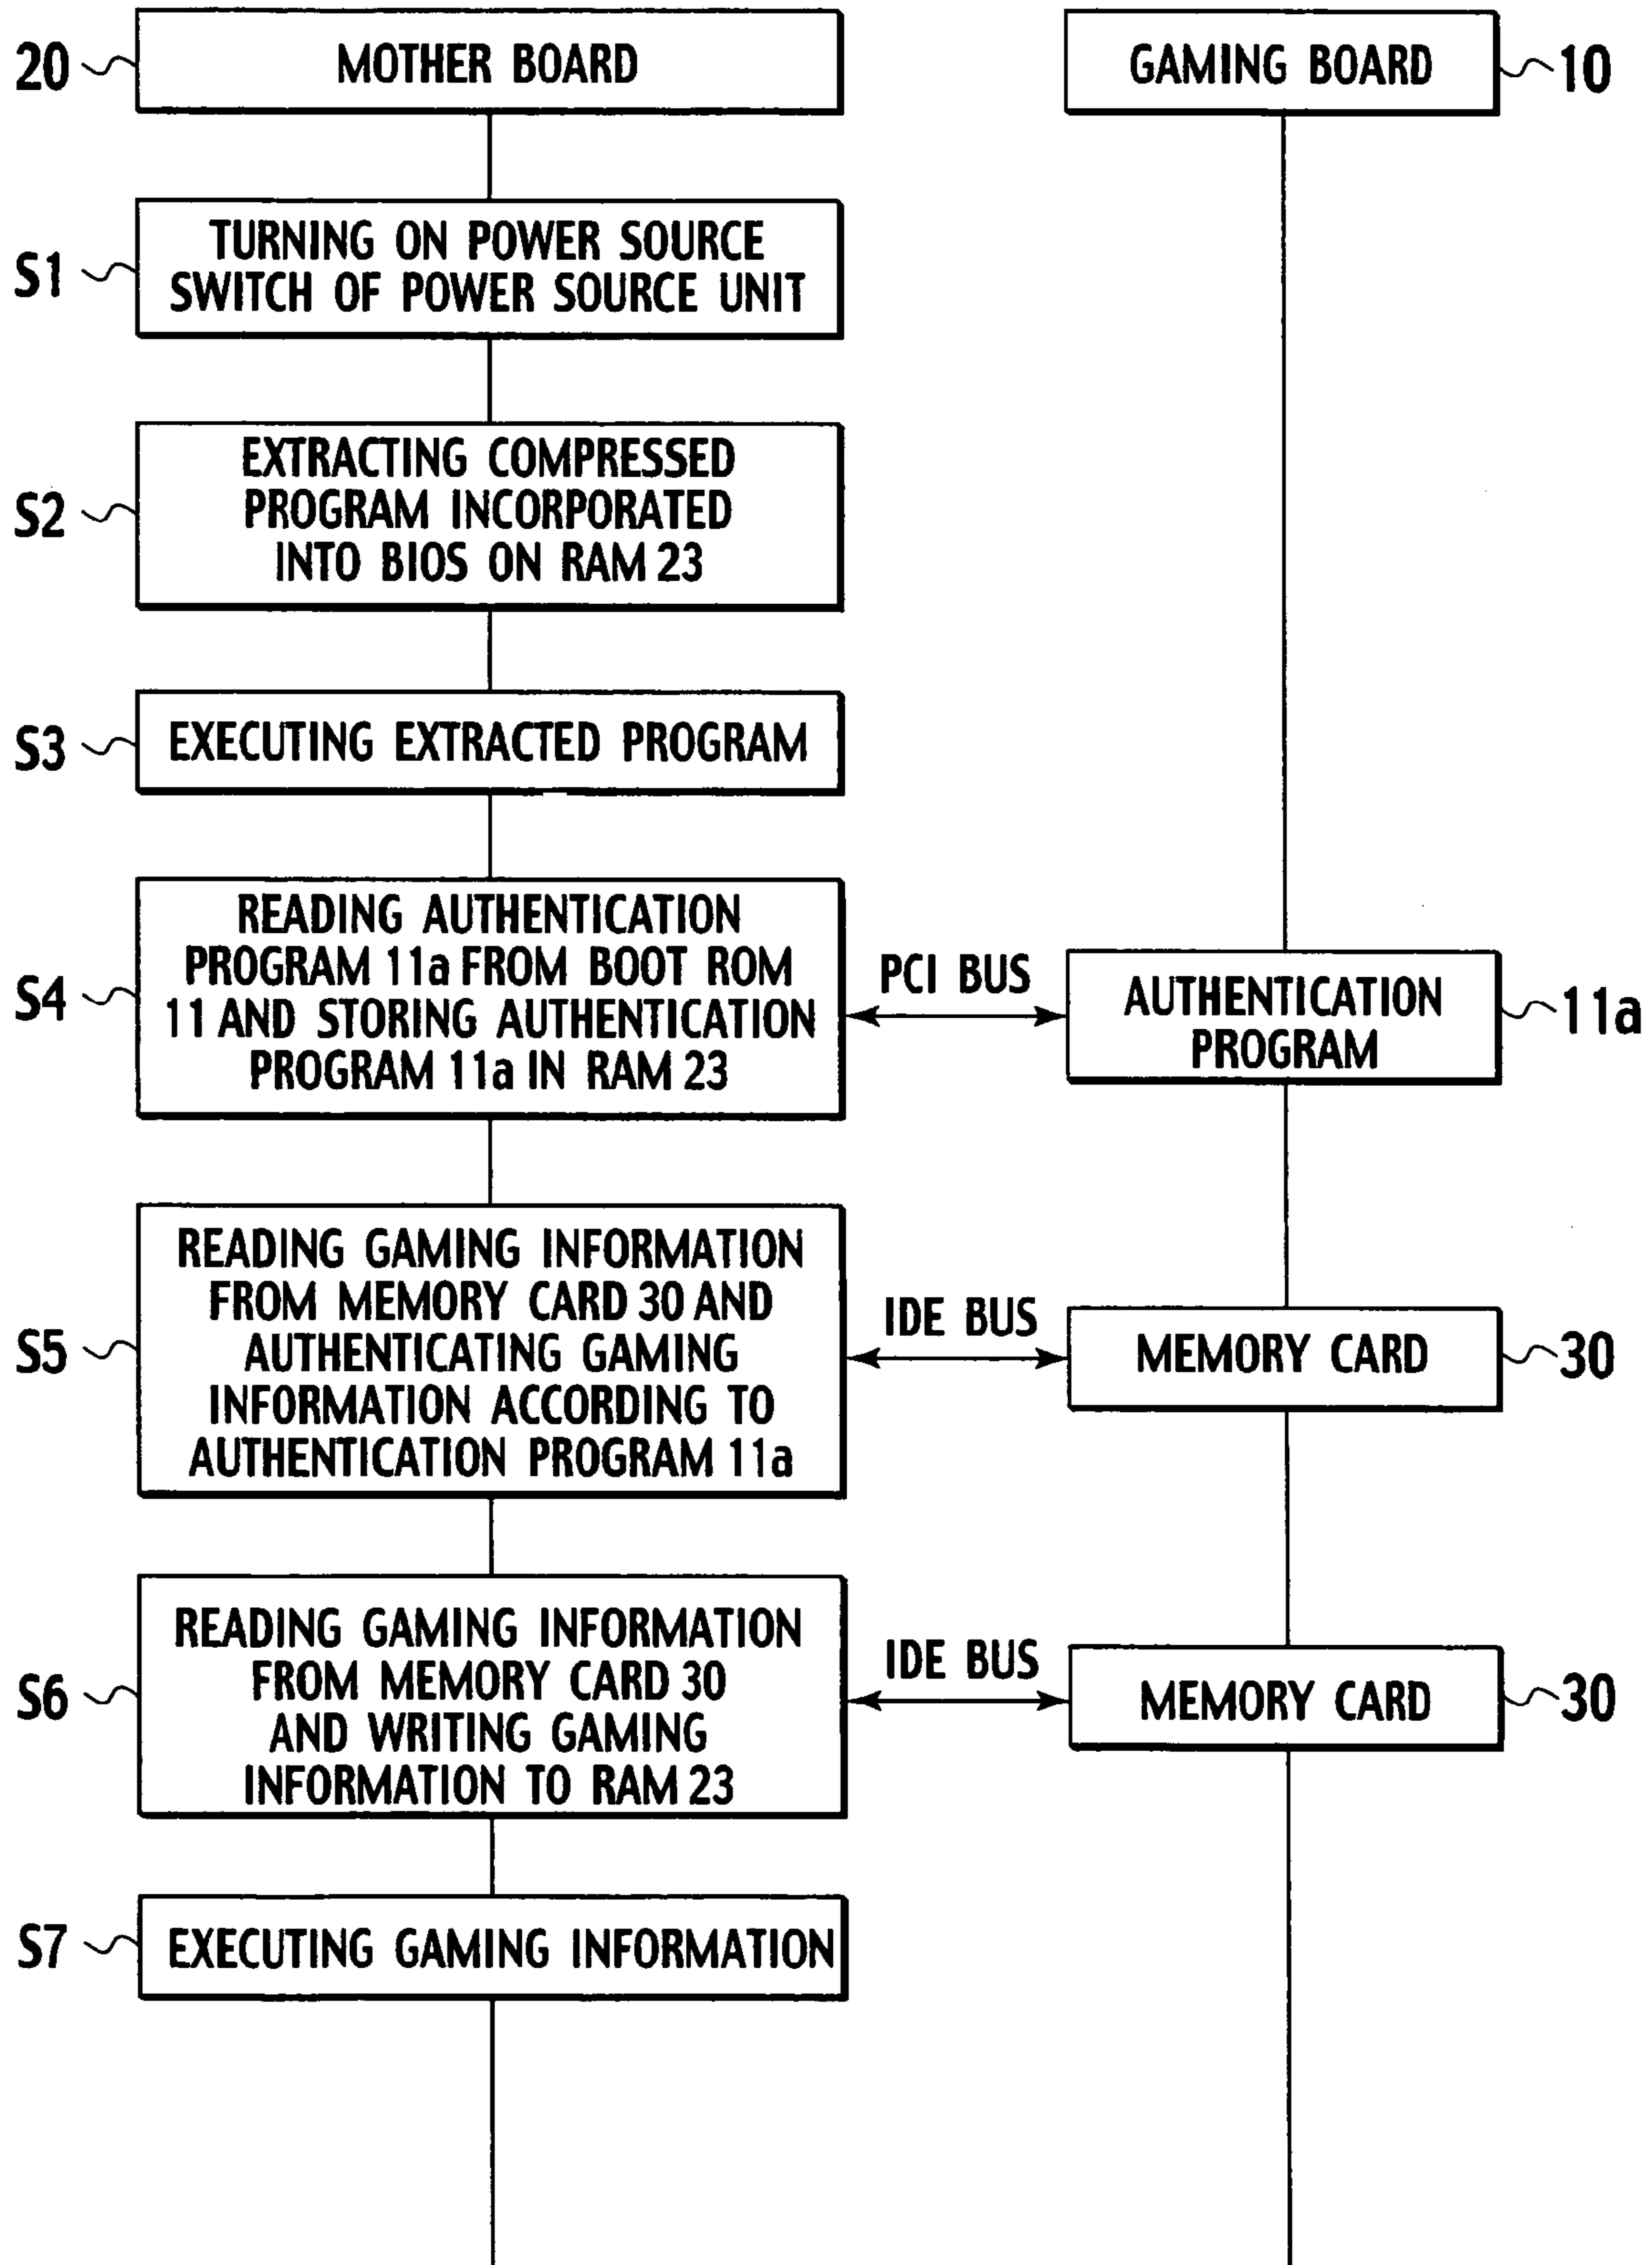 20
MOTHER BOARD
GAMING BOARD
10
S1
TURNING ON POWER SOURCE
SWITCH OF POWER SOURCE UNIT
S2
EXTRACTING COMPRESSED
PROGRAM INCORPORATED
INTO BIOS ON RAM 23
S3
EXECUTING EXTRACTED PROGRAM
S4
READING AUTHENTICATION
PROGRAM 11a FROM BOOT ROM
11 AND STORING AUTHENTICATION
PROGRAM 11a IN RAM 23
PCI BUS
AUTHENTICATION
PROGRAM
11a
S5
READING GAMING INFORMATION
FROM MEMORY CARD 30 AND
AUTHENTICATING GAMING
INFORMATION ACCORDING TO
AUTHENTICATION PROGRAM 11a
IDE BUS
MEMORY CARD
30
S6
READING GAMING INFORMATION
FROM MEMORY CARD 30
AND WRITING GAMING
INFORMATION TO RAM 23
IDE BUS
MEMORY CARD
30
S7
EXECUTING GAMING INFORMATION